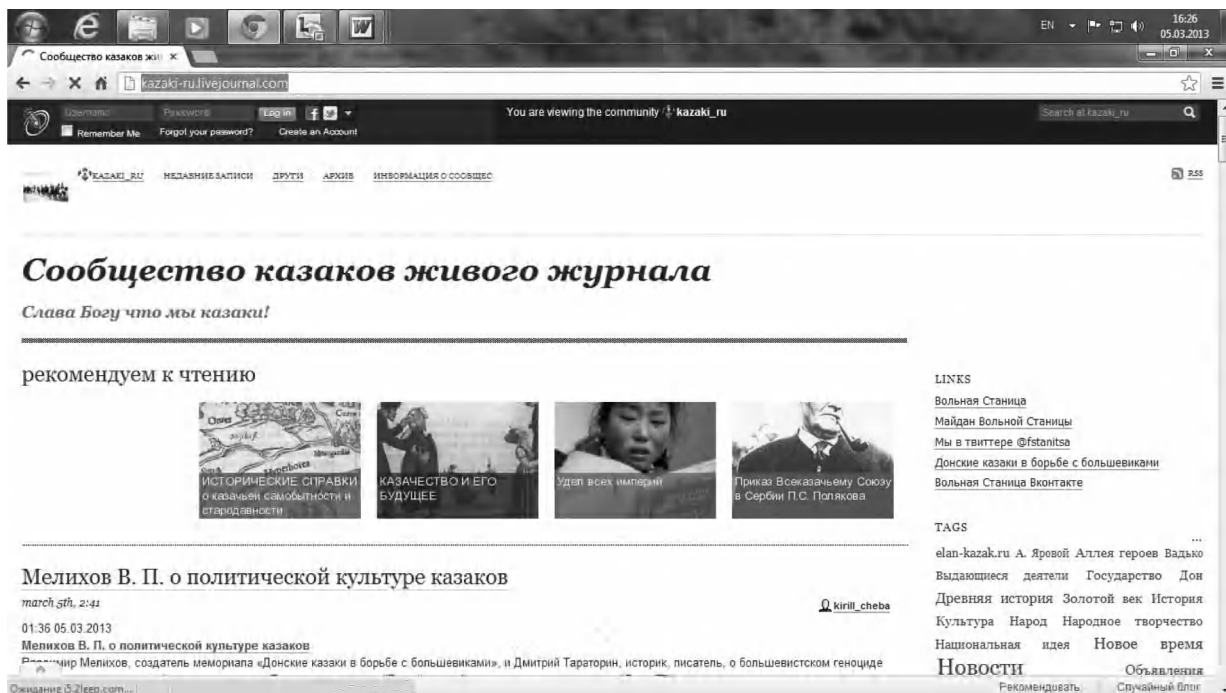 EN
16:26
05.03.2013
Сообщество казаков жи
kazaki-ru.livejournal.com
Username Password Log in
You are viewing the community kazaki_ru
Search at kazaki_ru
Remember Me Forgot your password? Create an Account
KAZAKI_RU НЕДАВНИЕ ЗАПИСИ ДРУГИ АРХИВ ИНФОРМАЦИЯ О СООБЩЕС
RSS
Сообщество казаков живого журнала
Слава Богу что мы казаки!
рекомендуем к чтению
ИСТОРИЧЕСКИЕ СПРАВКИ
о казачьей самобытности и
стародавности
КАЗАЧЕСТВО И ЕГО
БУДУЩЕЕ
Удел всех империй
Приказ Всеказачьему Союзу
в Сербии П.С. Полякова
Мелихов В. П. о политической культуре казаков
march 5th, 2:41
kirill_cheba
01:36 05.03.2013
Мелихов В. П. о политической культуре казаков
Владимир Мелихов, создатель мемориала «Донские казаки в борьбе с большевиками», и Дмитрий Тараторин, историк, писатель, о большевистском геноциде
LINKS
Вольная Станица
Майдан Вольной Станицы
Мы в твиттере @fstanitsa
Донские казаки в борьбе с большевиками
Вольная Станица Вконтакте
TAGS
...
elan-kazak.ru А. Яровой Аллея героев Вадько
Выдающиеся деятели Государство Дон
Древняя история Золотой век История
Культура Народ Народное творчество
Национальная идея Новое время
Новости Объявления
Рекомендовать Случайный блог
Ожидание i5.2leep.com...